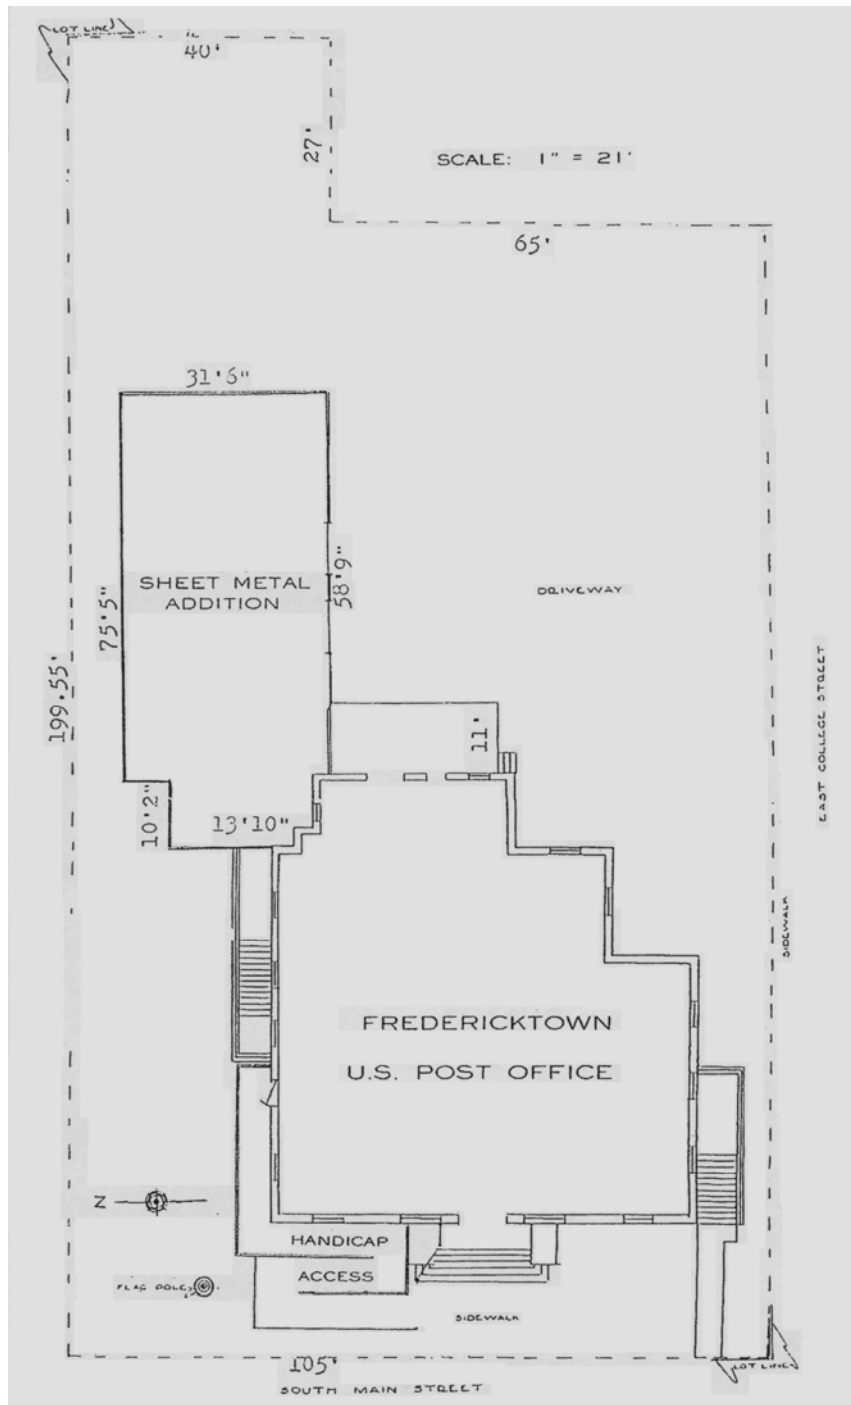 LOT LINE
40'
27'
SCALE: 1" = 21'
65'
31'6"
SHEET METAL
ADDITION
58'9"
75'5"
DRIVEWAY
199.55'
EAST COLLEGE STREET
11'
10'2"
13'10"
SIDEWALK
FREDERICKTOWN
U.S. POST OFFICE
N
HANDICAP
ACCESS
FLAG POLE
SIDEWALK
105'
LOT LINE
SOUTH MAIN STREET